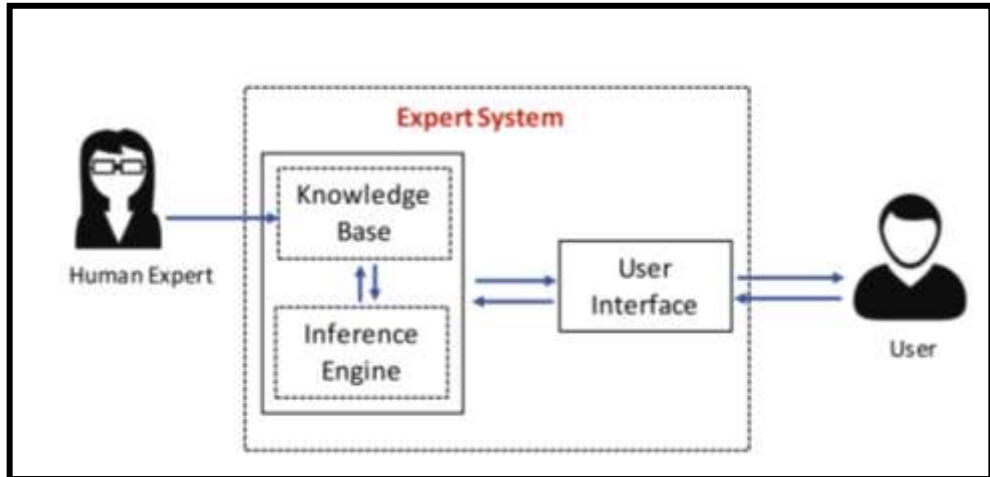 Expert System
Human Expert
Knowledge
Base
Inference
Engine
User
Interface
User